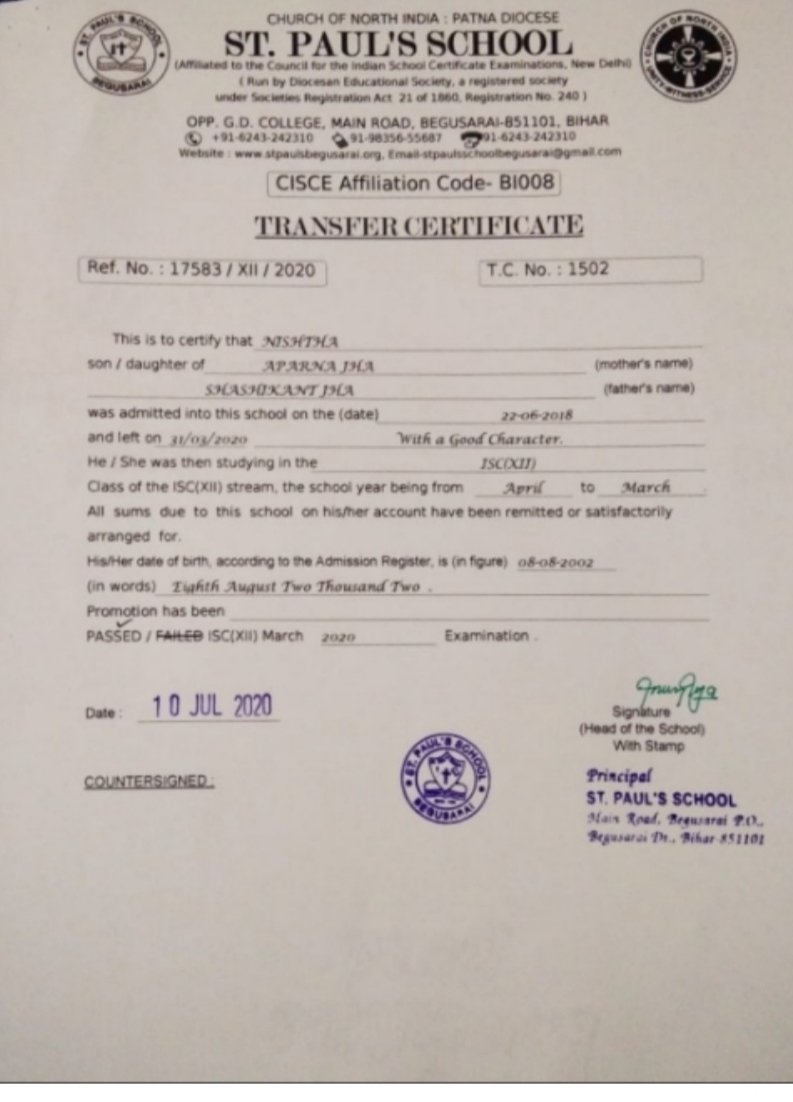 CHURCH OF NORTH INDIA : PATNA DIOCESE
ST. PAUL'S SCHOOL
(Affiliated to the Council for the Indian School Certificate Examinations, New Delhi)
( Run by Diocesan Educational Society, a registered society
under Societies Registration Act 21 of 1860, Registration No. 240 )
OPP. G.D. COLLEGE, MAIN ROAD, BEGUSARAI-851101, BIHAR
+91-6243-242310 91-98356-55687 91-6243-242310
Website : www.stpaulsbegusarai.org, Email-stpaulsschoolbegusarai@gmail.com
CISCE Affiliation Code- BI008
TRANSFER CERTIFICATE
Ref. No. : 17583 / XII / 2020 T.C. No. : 1502
This is to certify that NISHTHA
son / daughter of APARNA JHA (mother's name)
SHASHIKANT JHA (father's name)
was admitted into this school on the (date) 22-06-2018
and left on 31/03/2020 With a Good Character.
He / She was then studying in the ISC(XII)
Class of the ISC(XII) stream, the school year being from April to March .
All sums due to this school on his/her account have been remitted or satisfactorily
arranged for.
His/Her date of birth, according to the Admission Register, is (in figure) 08-08-2002
(in words) Eighth August Two Thousand Two .
Promotion has been
PASSED / FAILED ISC(XII) March 2020 Examination .
Date : 10 JUL 2020
Signature
(Head of the School)
With Stamp
COUNTERSIGNED :
ST. PAUL'S SCHOOL
BEGUSARAI
Principal
ST. PAUL'S SCHOOL
Main Road, Begusarai P.O.,
Begusarai Dt., Bihar-851101
ST. PAUL'S SCHOOL
BEGUSARAI
CHURCH OF NORTH INDIA
UNITY-WITNESS-SERVICE